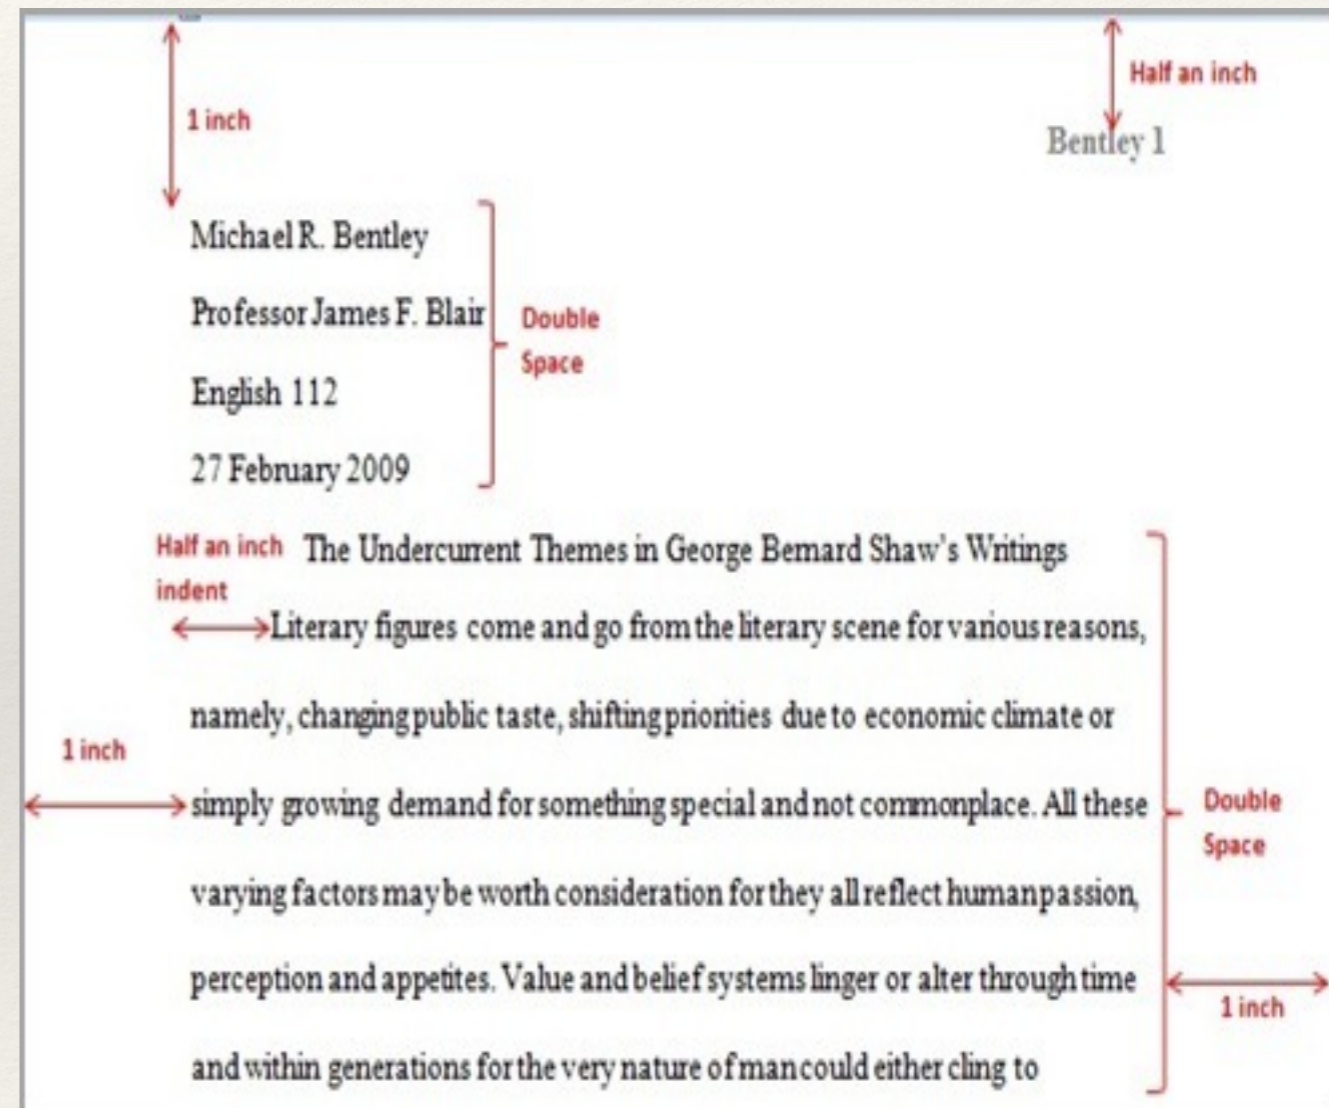 Half an inch
1 inch
Bentley 1
Michael R. Bentley
Professor James F. Blair
Double
Space
English 112
27 February 2009
Half an inch
indent
The Undercurrent Themes in George Bernard Shaw's Writings
Literary figures come and go from the literary scene for various reasons,
namely, changing public taste, shifting priorities due to economic climate or
1 inch
simply growing demand for something special and not commonplace. All these
Double
Space
varying factors may be worth consideration for they all reflect human passion,
perception and appetites. Value and belief systems linger or alter through time
1 inch
and within generations for the very nature of man could either cling to